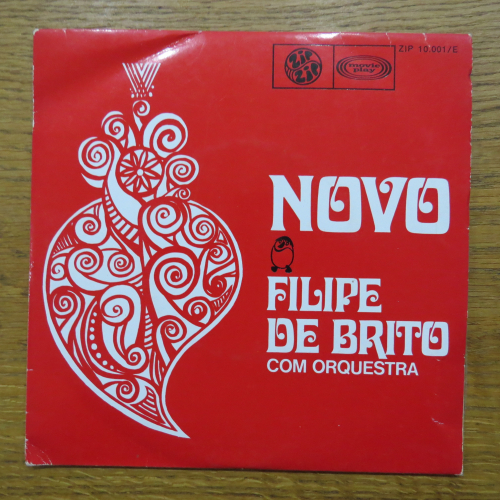 ZIP ZIP
movie play
ZIP 10.001/E
NOVO
FILIPE
DE BRITO
COM ORQUESTRA